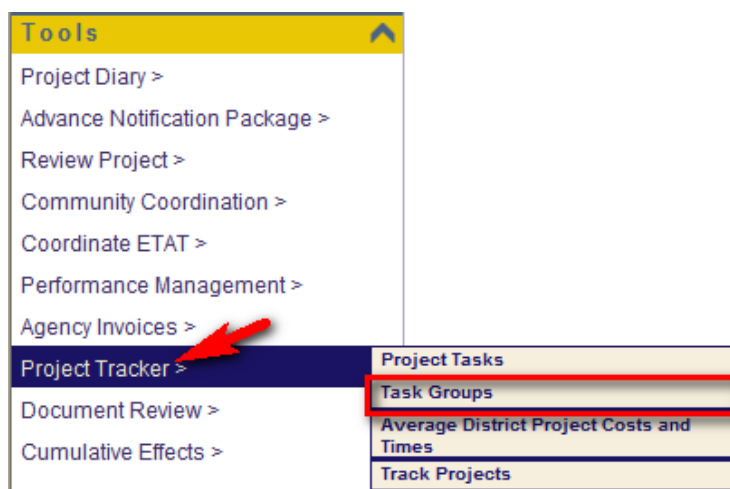 Tools
Project Diary >
Advance Notification Package >
Review Project >
Community Coordination >
Coordinate ETAT >
Performance Management >
Agency Invoices >
Project Tracker >
Document Review >
Cumulative Effects >
Project Tasks
Task Groups
Average District Project Costs and
Times
Track Projects